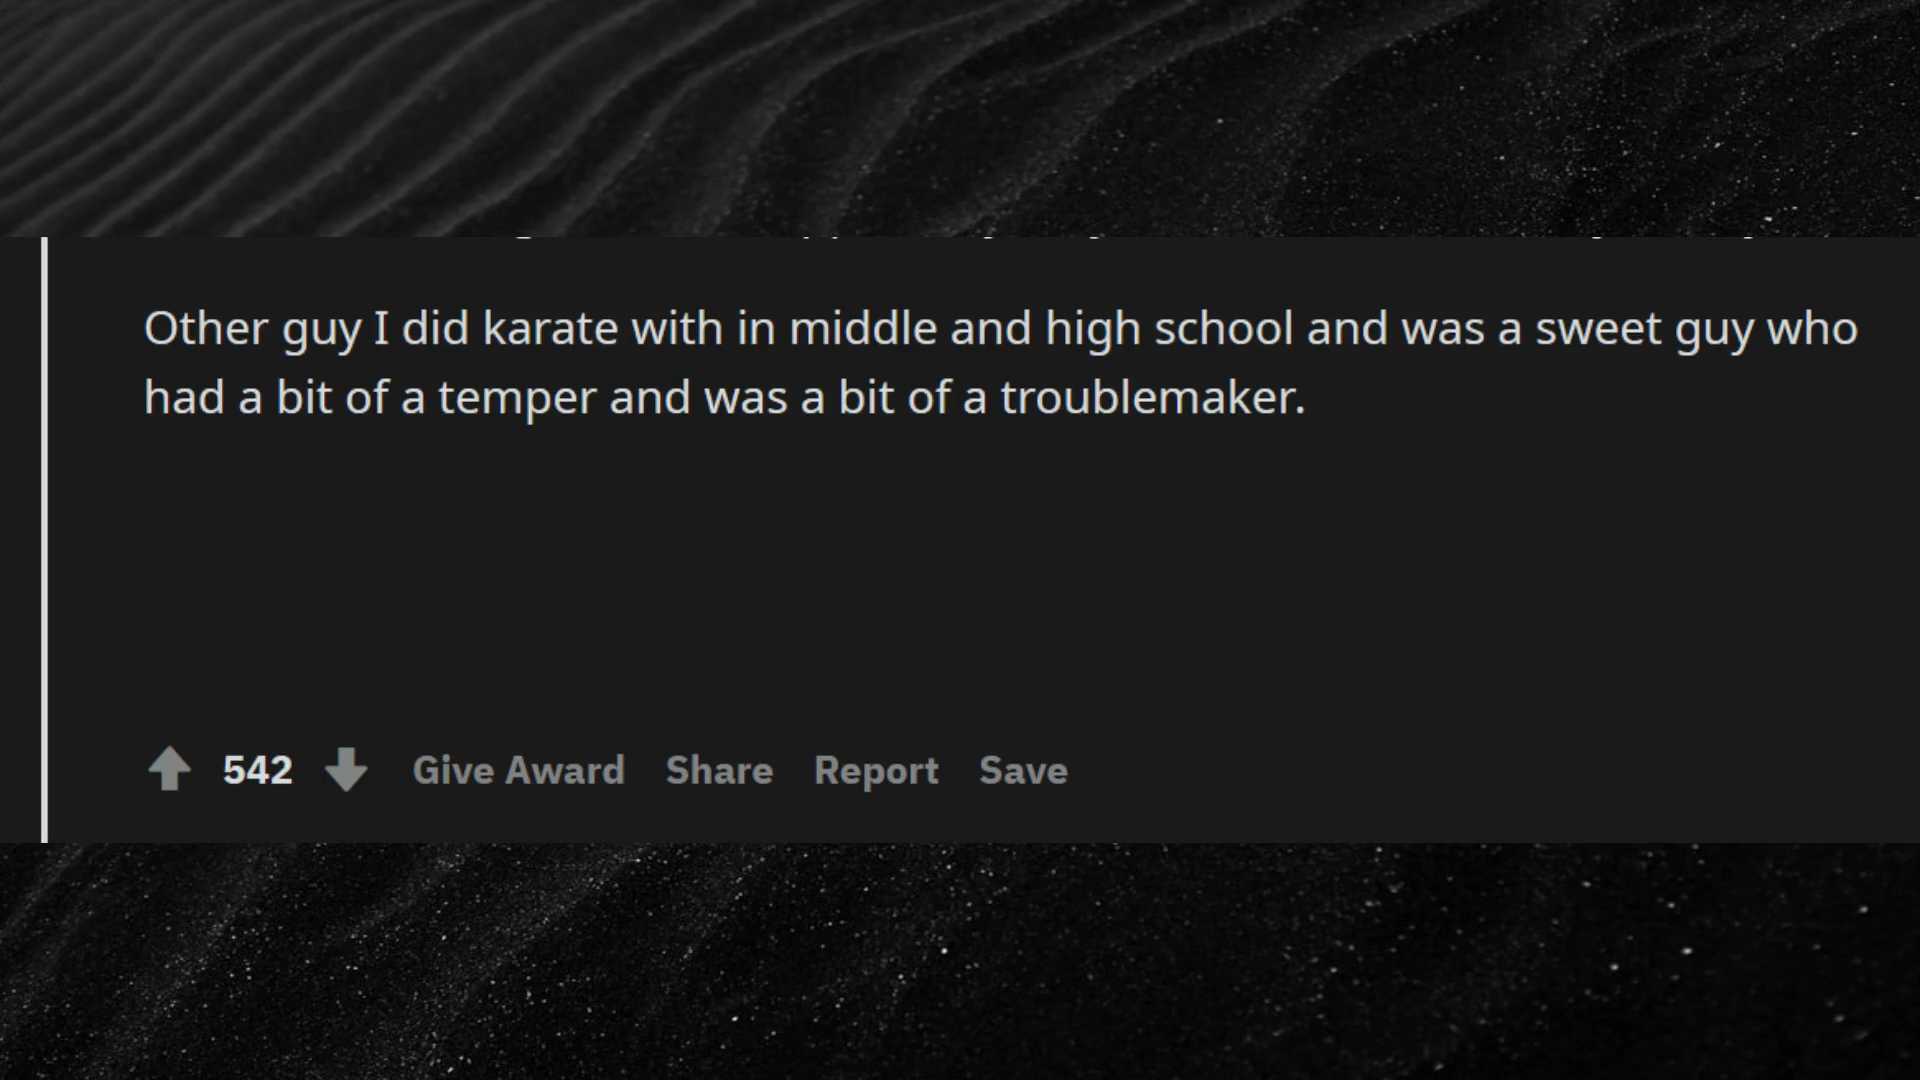 Other guy I did karate with in middle and high school and was a sweet guy who
had a bit of a temper and was a bit of a troublemaker.
542 Give Award Share Report Save